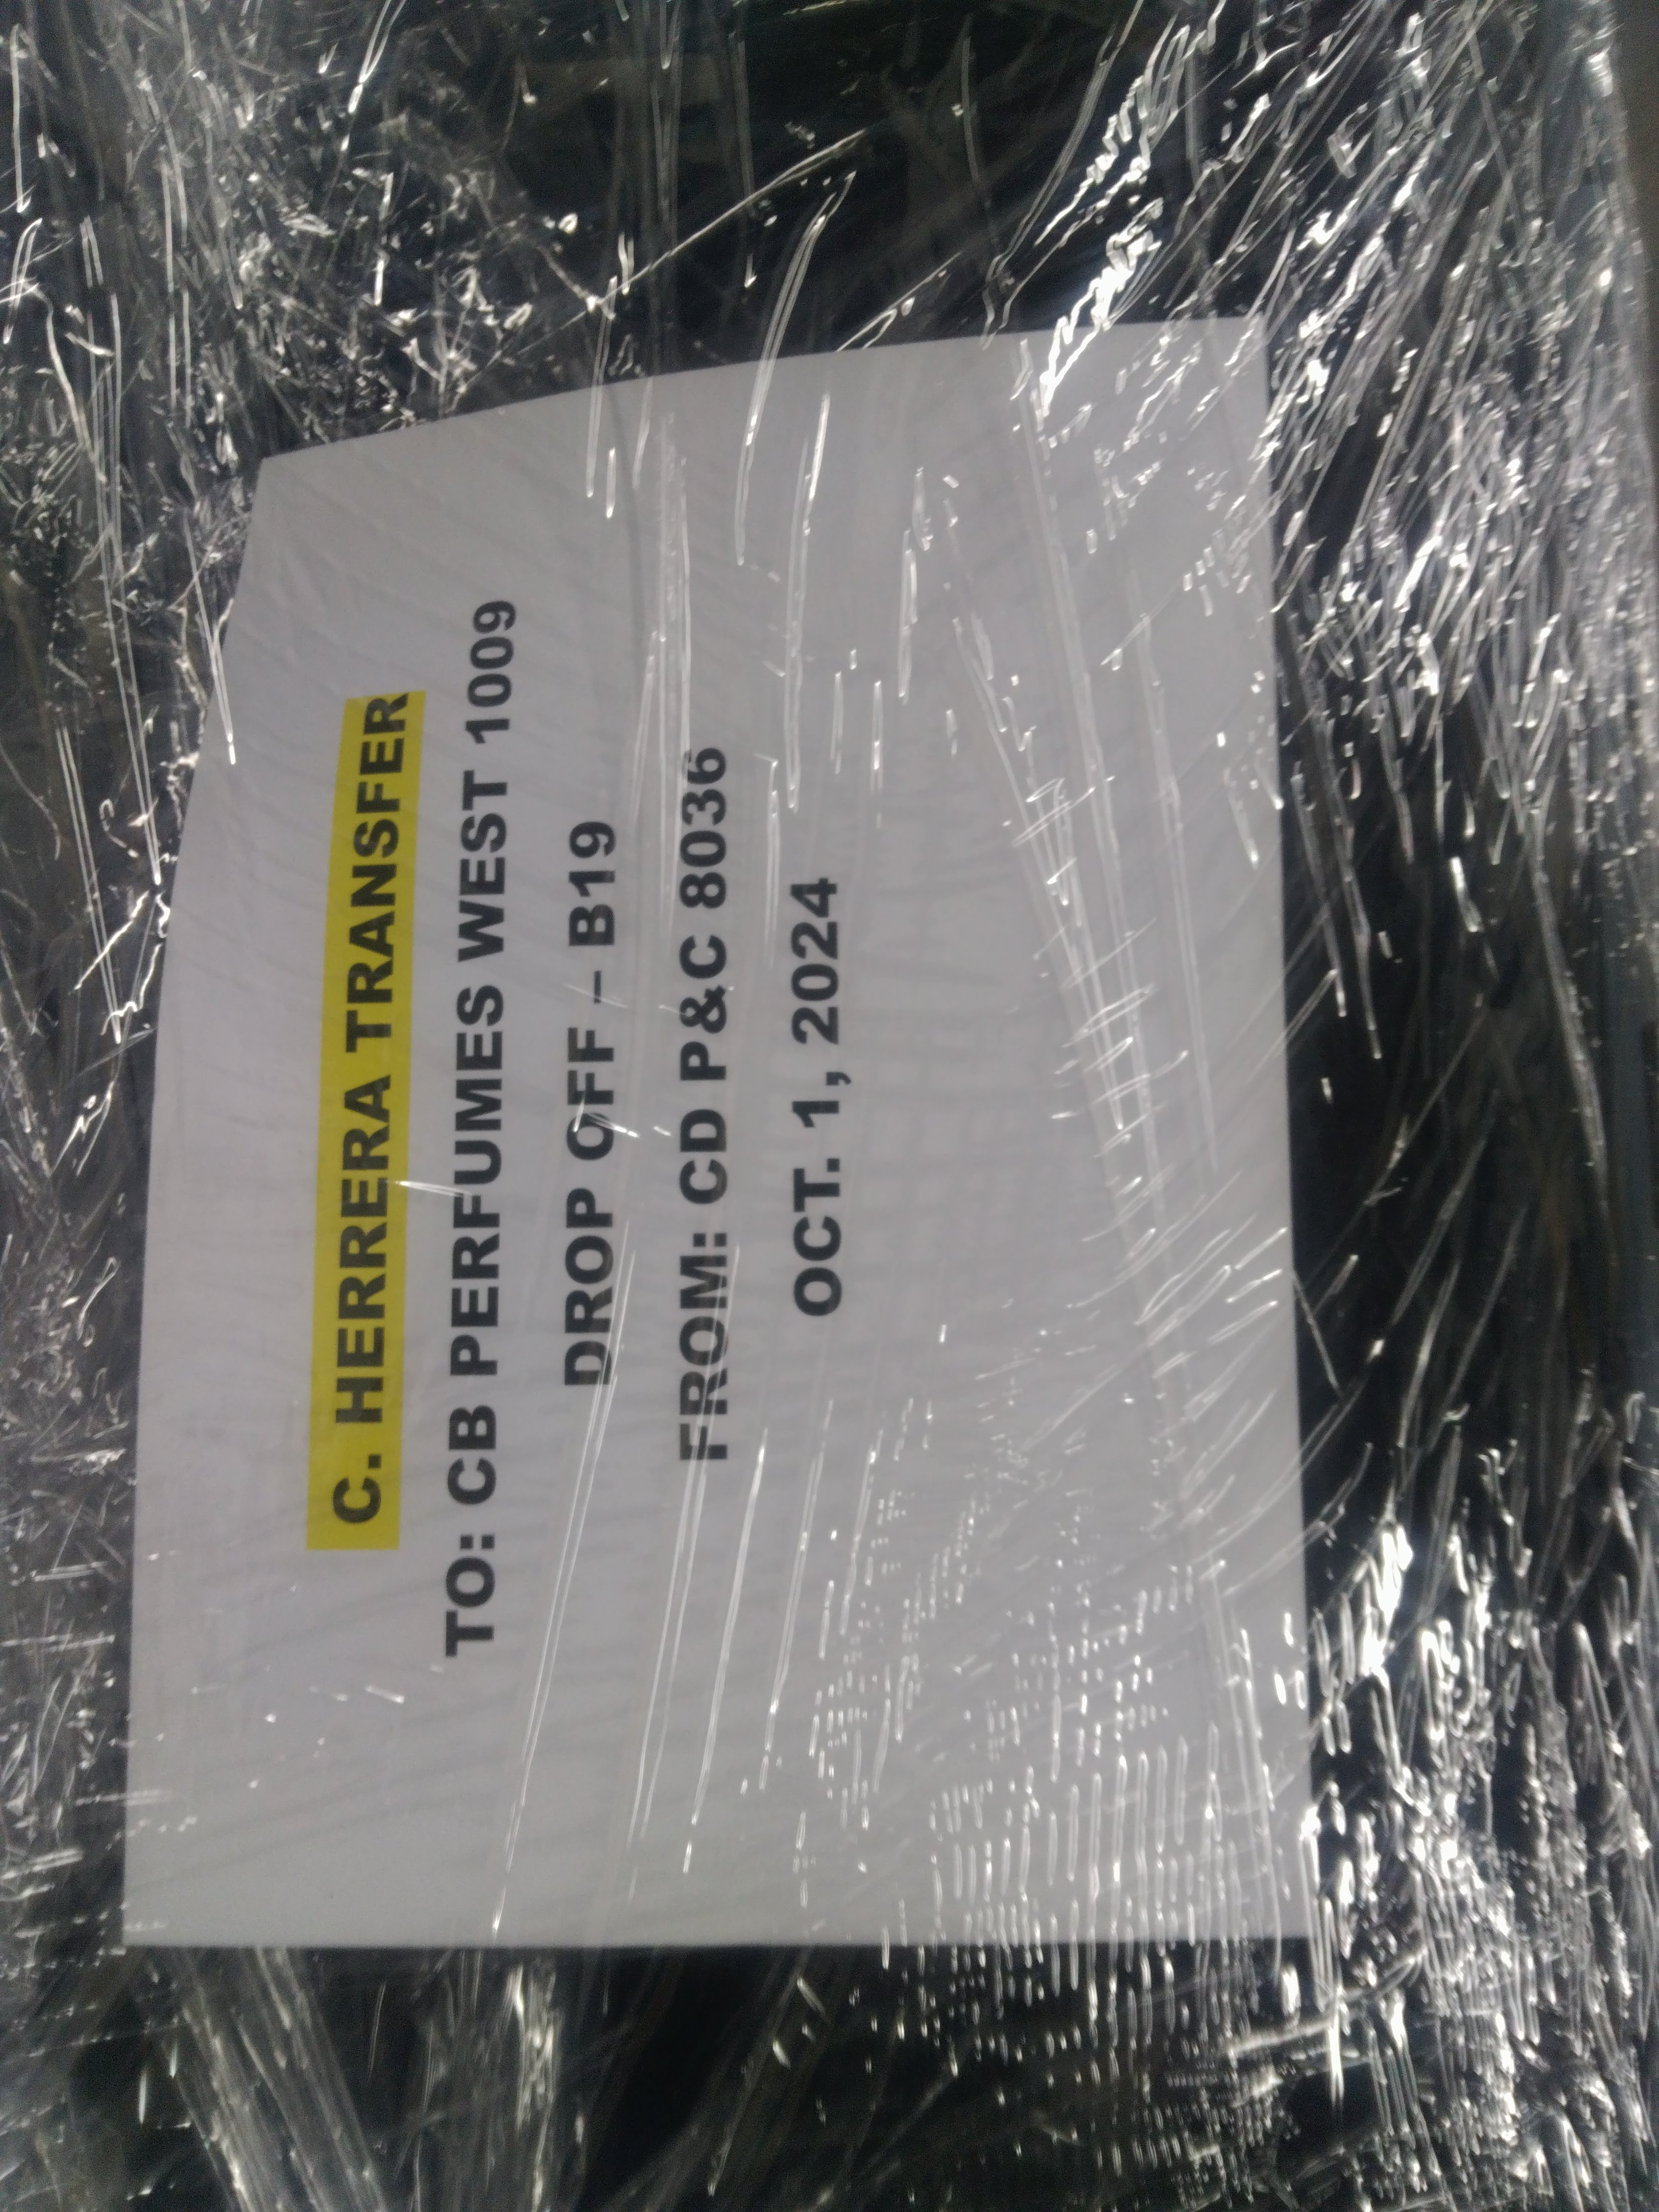 C. HERRERA TRANSFER
TO: CB PERFUMES WEST 1009
DROP OFF – B19
FROM: CD P&C 8036
OCT. 1, 2024